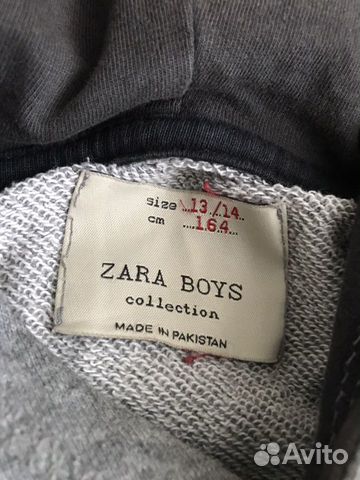 size 13/14
cm 164
ZARA BOYS
collection
MADE IN PAKISTAN
Avito